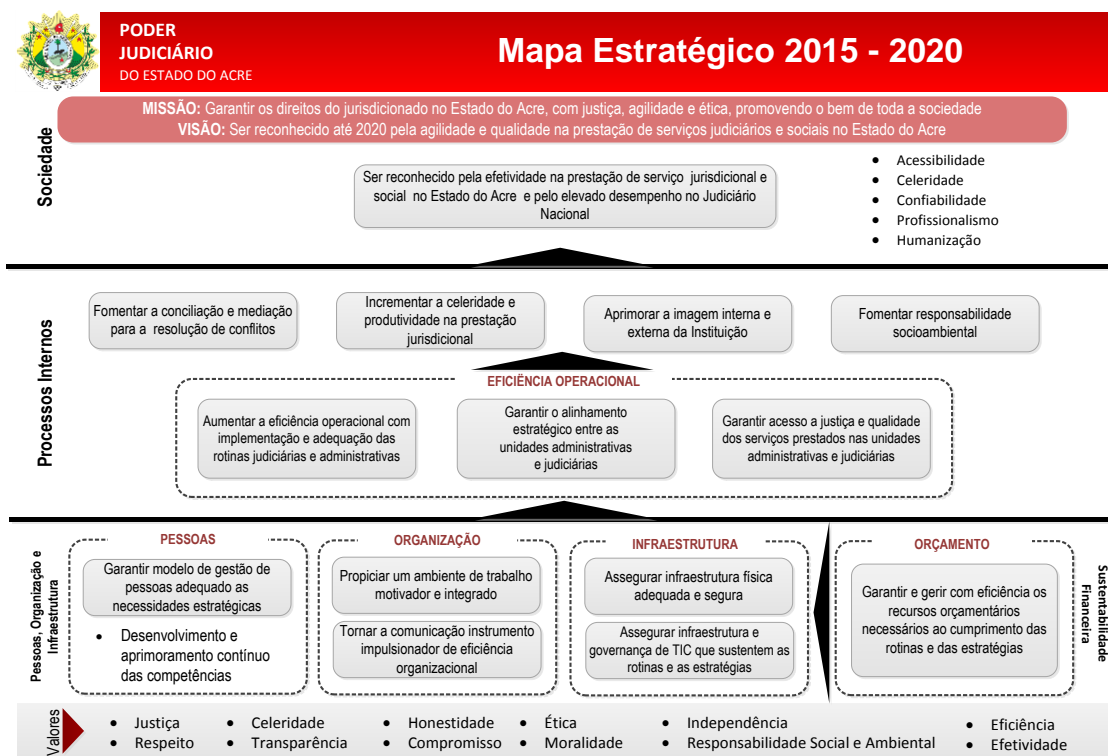 PODER
JUDICIÁRIO
DO ESTADO DO ACRE
Mapa Estratégico 2015 - 2020
MISSÃO: Garantir os direitos do jurisdicionado no Estado do Acre, com justiça, agilidade e ética, promovendo o bem de toda a sociedade
VISÃO: Ser reconhecido até 2020 pela agilidade e qualidade na prestação de serviços judiciários e sociais no Estado do Acre
Sociedade
Ser reconhecido pela efetividade na prestação de serviço jurisdicional e
social no Estado do Acre e pelo elevado desempenho no Judiciário
Nacional
• Acessibilidade
• Celeridade
• Confiabilidade
• Profissionalismo
• Humanização
Processos Internos
Fomentar a conciliação e mediação
para a resolução de conflitos
Incrementar a celeridade e
produtividade na prestação
jurisdicional
Aprimorar a imagem interna e
externa da Instituição
Fomentar responsabilidade
socioambiental
EFICIËNCIA OPERACIONAL
Aumentar a eficiência operacional com
implementação e adequação das
rotinas judiciárias e administrativas
Garantir o alinhamento
estratégico entre as
unidades administrativas
e judiciárias
Garantir acesso a justiça e qualidade
dos serviços prestados nas unidades
administrativas e judiciárias
Pessoas, Organização e
Infraestrutura
PESSOAS
Garantir modelo de gestão de
pessoas adequado as
necessidades estratégicas
• Desenvolvimento e
aprimoramento contínuo
das competências
ORGANIZAÇÃO
Propiciar um ambiente de trabalho
motivador e integrado
Tornar a comunicação instrumento
impulsionador de eficiência
organizacional
INFRAESTRUTURA
Assegurar infraestrutura física
adequada e segura
Assegurar infraestrutura e
governança de TIC que sustentem as
rotinas e as estratégias
ORÇAMENTO
Garantir e gerir com eficiência os
recursos orçamentários
necessários ao cumprimento das
rotinas e das estratégias
Sustentabilidade
Financeira
Valores
• Justiça • Celeridade • Honestidade • Ética • Independência • Eficiência
• Respeito • Transparência • Compromisso • Moralidade • Responsabilidade Social e Ambiental • Efetividade